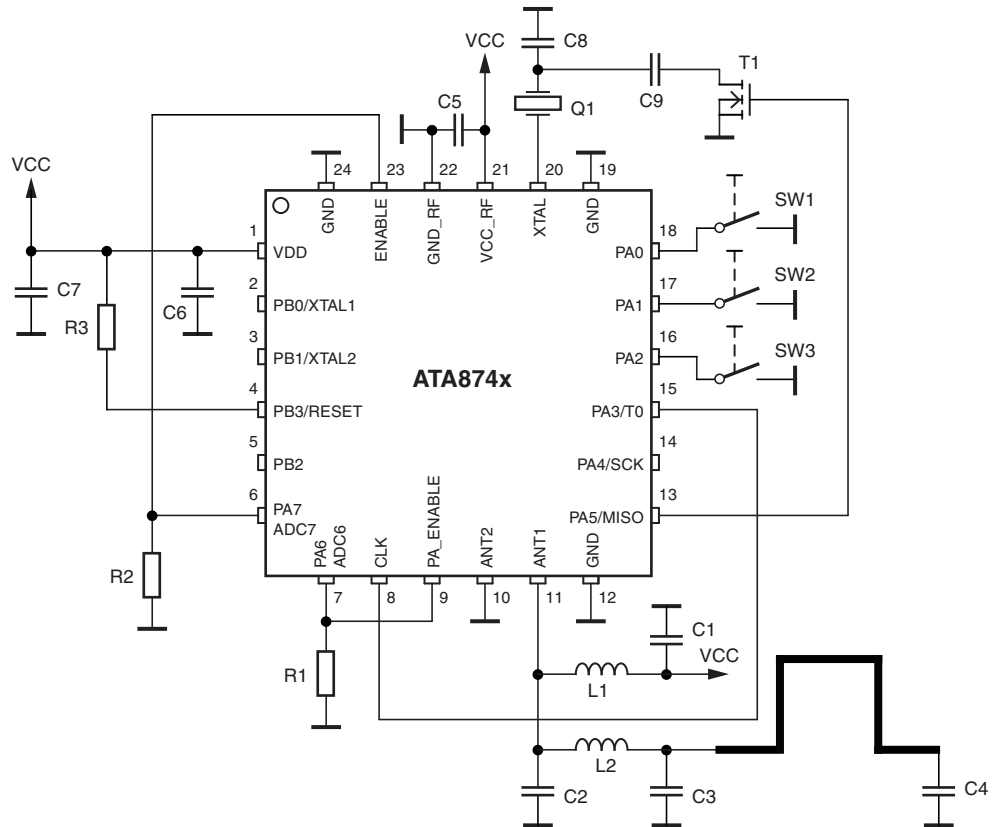 C8
VCC
T1
C9
C5
Q1
VCC
24
23
22
21
20
19
GND
ENABLE
GND_RF
VCC_RF
XTAL
GND
1
VDD
18
PA0
SW1
C7
R3
C6
2
PB0/XTAL1
17
PA1
SW2
3
PB1/XTAL2
16
PA2
SW3
ATA874x
4
PB3/RESET
15
PA3/T0
5
PB2
14
PA4/SCK
6
PA7
ADC7
13
PA5/MISO
PA6
ADC6
CLK
PA_ENABLE
ANT2
ANT1
GND
R2
7
8
9
10
11
12
R1
C1
VCC
L1
L2
C2
C3
C4